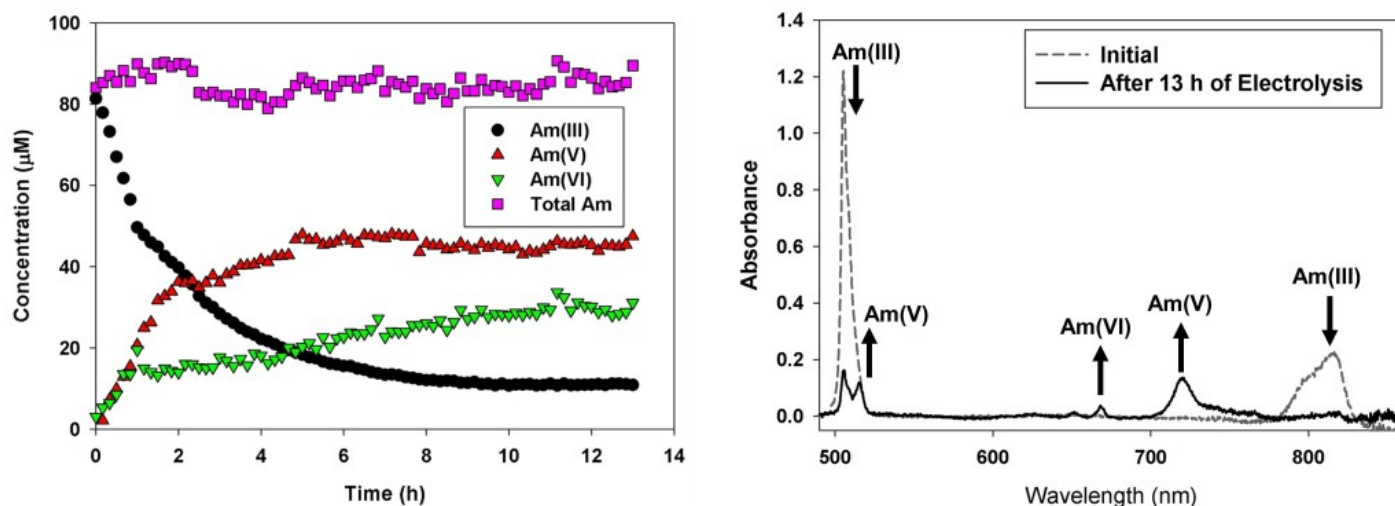 100
80
60
40
20
0
Concentration (μM)
Am(III)
Am(V)
Am(VI)
Total Am
0 2 4 6 8 10 12 14
Time (h)
1.4
1.2
1.0
0.8
0.6
0.4
0.2
0.0
Absorbance
Initial
After 13 h of Electrolysis
Am(III)
Am(V)
Am(VI)
Am(V)
Am(III)
500 600 700 800
Wavelength (nm)